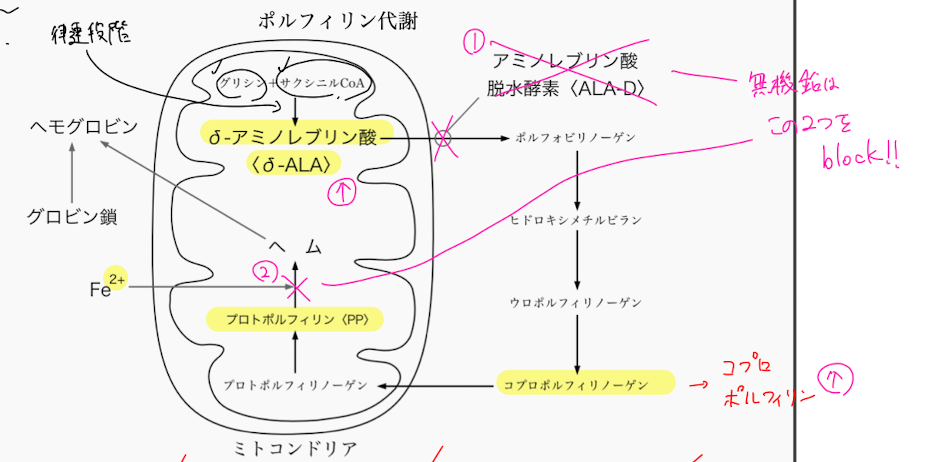 ポルフィリン代謝
律速段階
①
アミノレブリン酸
脱水酵素〈ALA-D〉
グリシン+サクシニルCoA
無機鉛は
この2つを
block!!
ヘモグロビン
δ-アミノレブリン酸
〈δ-ALA〉
↑
ポルフォビリノーゲン
グロビン鎖
ヒドロキシメチルビラン
ヘム
②
Fe2+
ウロポルフィリノーゲン
プロトポルフィリン〈PP〉
プロトポルフィリノーゲン
コプロポルフィリノーゲン
→ コプロ
ポルフィリン ↑
ミトコンドリア